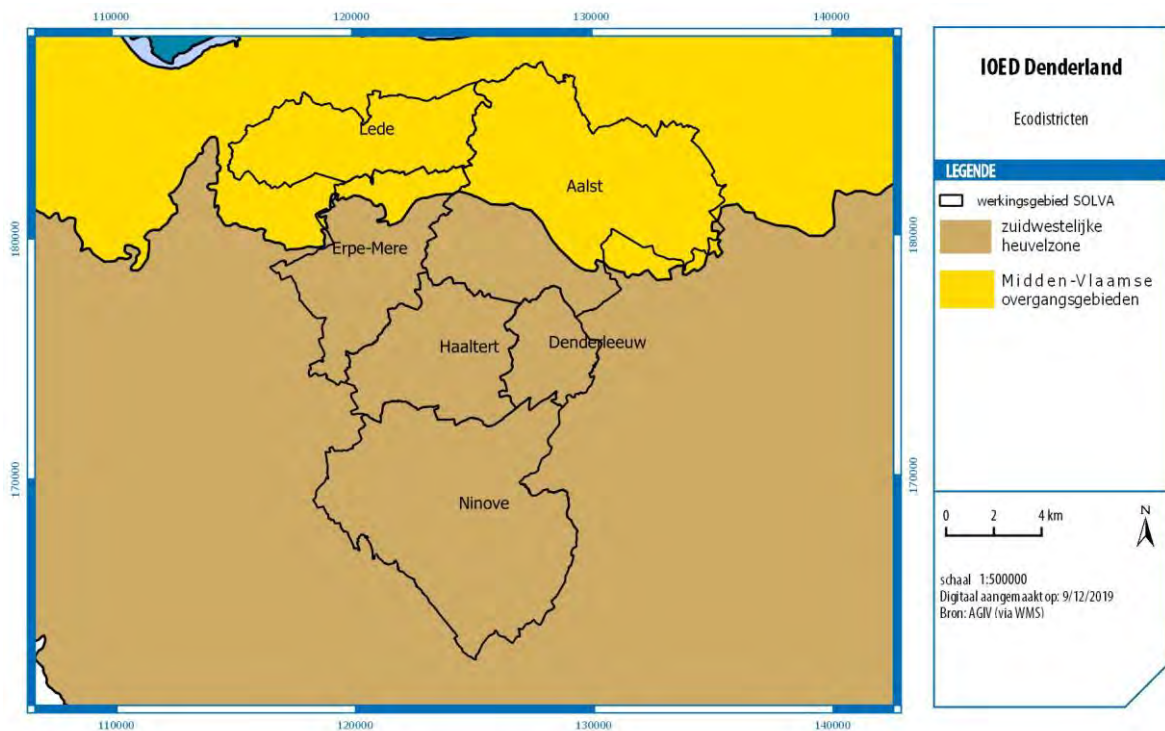 110000
120000
130000
140000
180000
170000
Lede
Aalst
Erpe-Mere
Haaltert
Denderleeuw
Ninove
180000
170000
110000
120000
130000
140000
IOED Denderland
Ecodistricten
LEGENDE
werkingsgebied SOLVA
zuidwestelijke
heuvelzone
Midden-Vlaamse
overgangsgebieden
0 2 4 km
N
schaal 1:500000
Digitaal aangemaakt op: 9/12/2019
Bron: AGIV (via WMS)